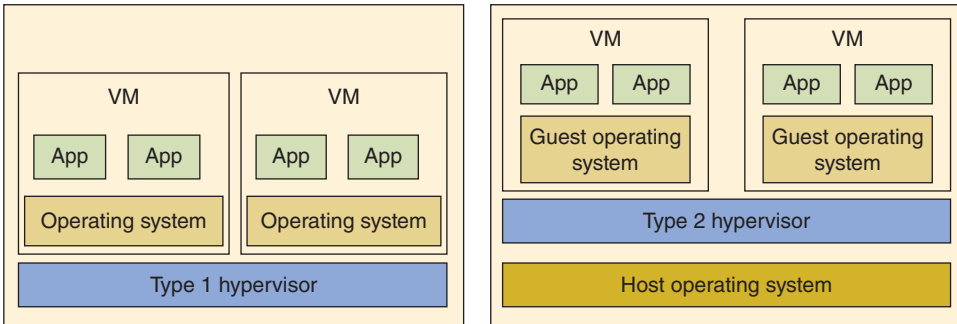 VM
VM
App
App
App
App
Operating system
Operating system
Type 1 hypervisor
VM
VM
App
App
App
App
Guest operating
system
Guest operating
system
Type 2 hypervisor
Host operating system